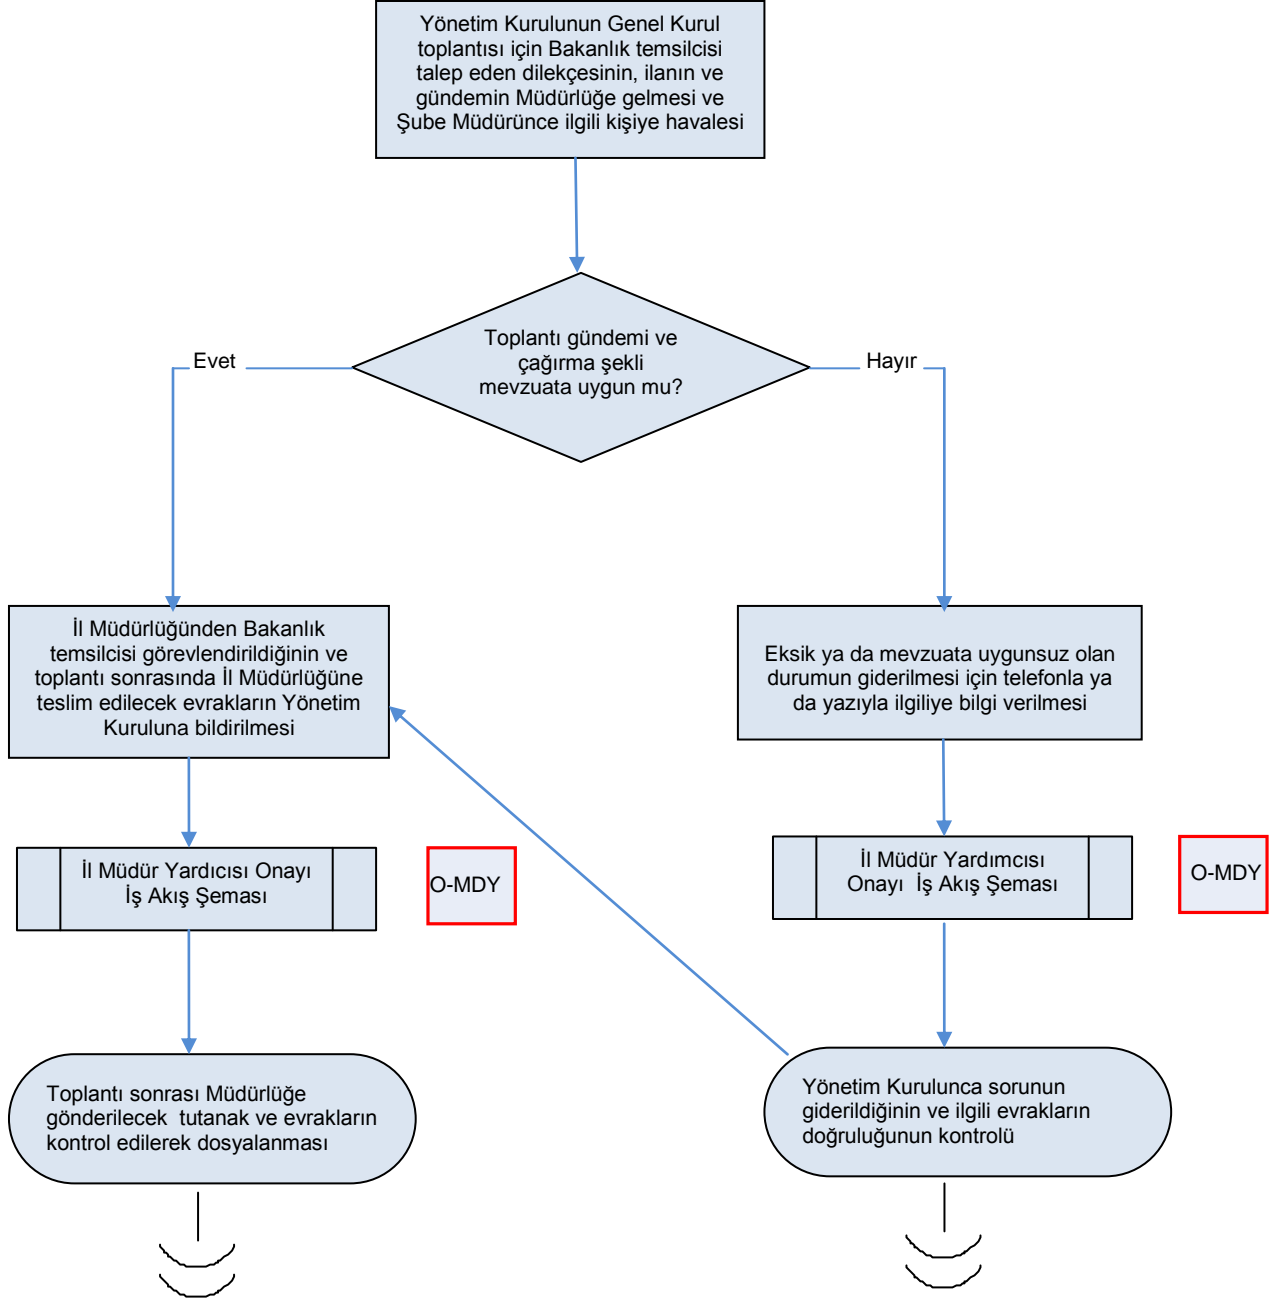 Yönetim Kurulunun Genel Kurul
toplantısı için Bakanlık temsilcisi
talep eden dilekçesinin, ilanın ve
gündemin Müdürlüğe gelmesi ve
Şube Müdürünce ilgili kişiye havalesi
Toplantı gündemi ve
çağırma şekli
mevzuata uygun mu?
Evet
Hayır
İl Müdürlüğünden Bakanlık
temsilcisi görevlendirildiğinin ve
toplantı sonrasında İl Müdürlüğüne
teslim edilecek evrakların Yönetim
Kuruluna bildirilmesi
Eksik ya da mevzuata uygunsuz olan
durumun giderilmesi için telefonla ya
da yazıyla ilgiliye bilgi verilmesi
İl Müdür Yardıcısı Onayı
İş Akış Şeması
O-MDY
İl Müdür Yardımcısı
Onayı  İş Akış Şeması
O-MDY
Toplantı sonrası Müdürlüğe
gönderilecek  tutanak ve evrakların
kontrol edilerek dosyalanması
Yönetim Kurulunca sorunun
giderildiğinin ve ilgili evrakların
doğruluğunun kontrolü